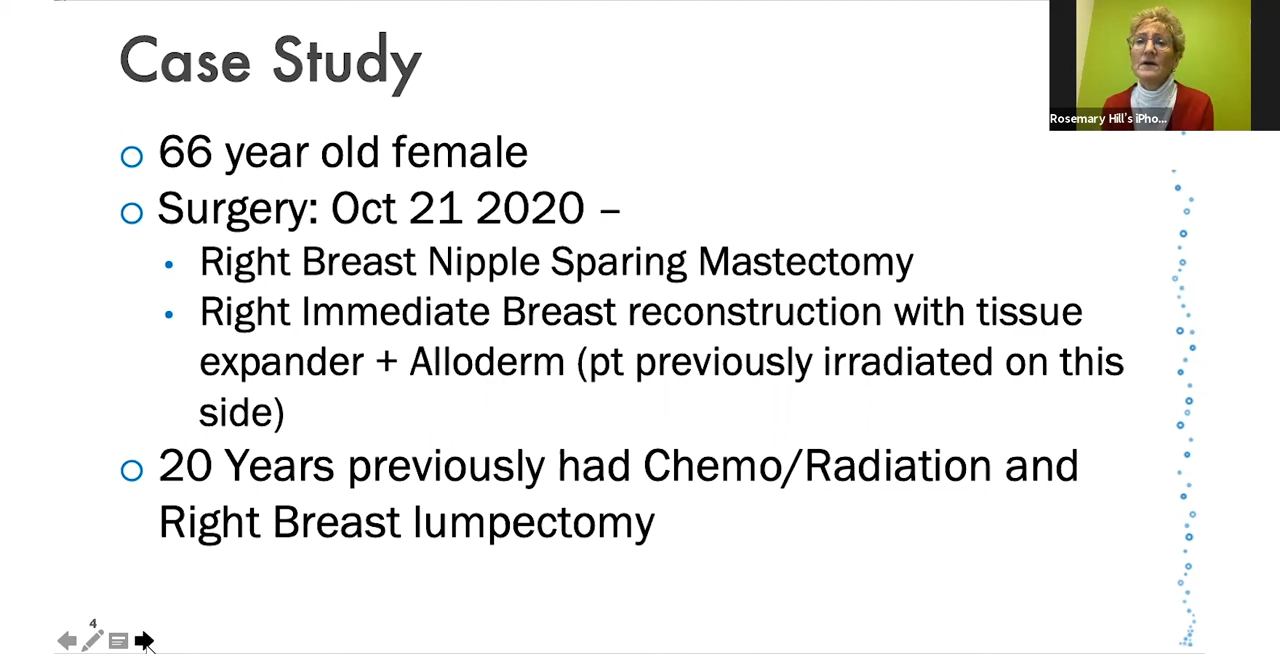 Case Study
Rosemary Hill's iPho...
66 year old female
Surgery: Oct 21 2020 –
Right Breast Nipple Sparing Mastectomy
Right Immediate Breast reconstruction with tissue
expander + Alloderm (pt previously irradiated on this
side)
20 Years previously had Chemo/Radiation and
Right Breast lumpectomy
4